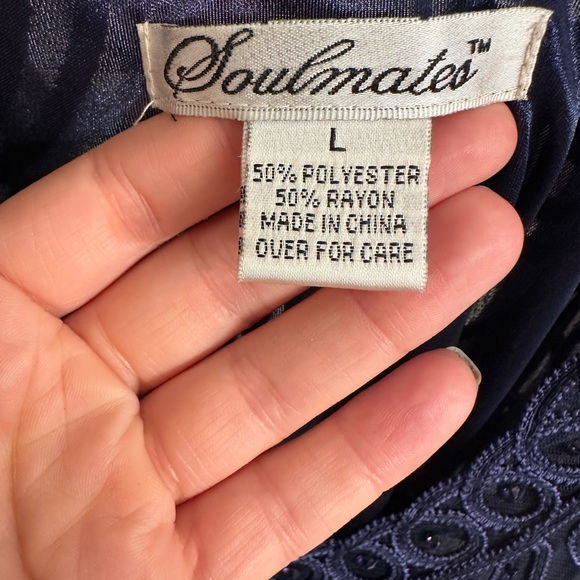 Soulmates™
L
50% POLYESTER
50% RAYON
MADE IN CHINA
OVER FOR CARE